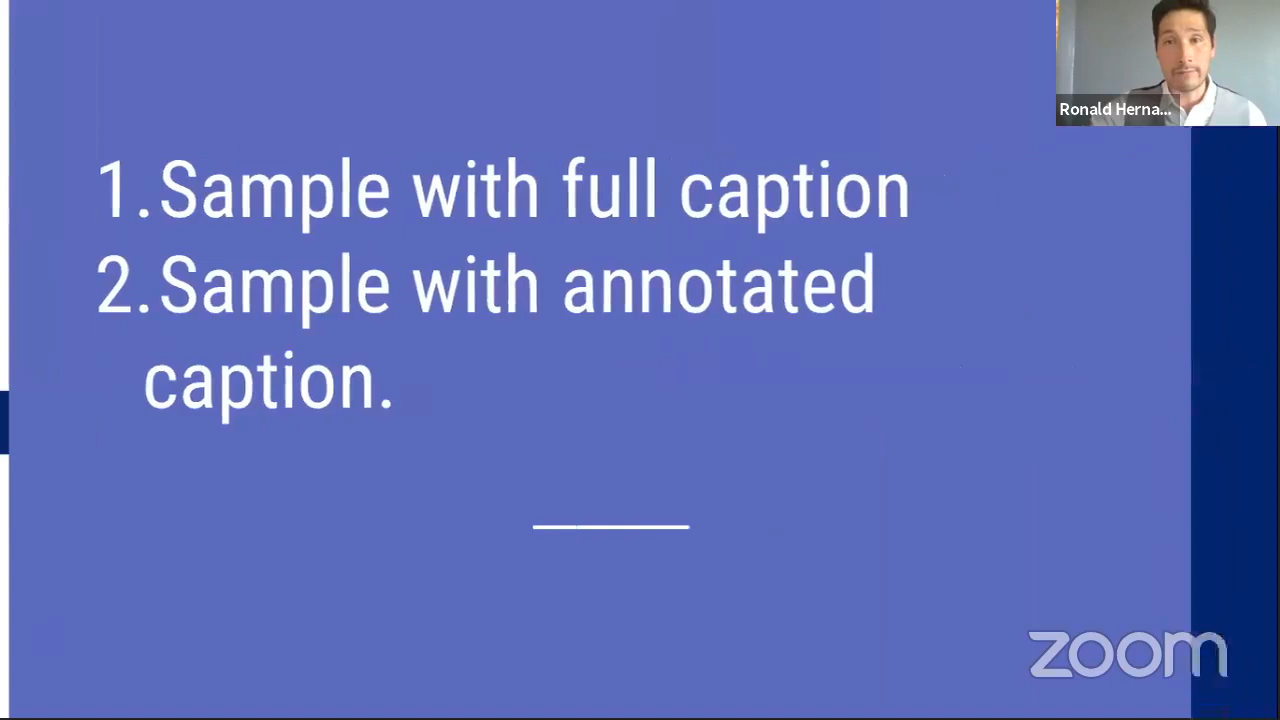 Ronald Herna...
1. Sample with full caption
2. Sample with annotated
caption.
zoom